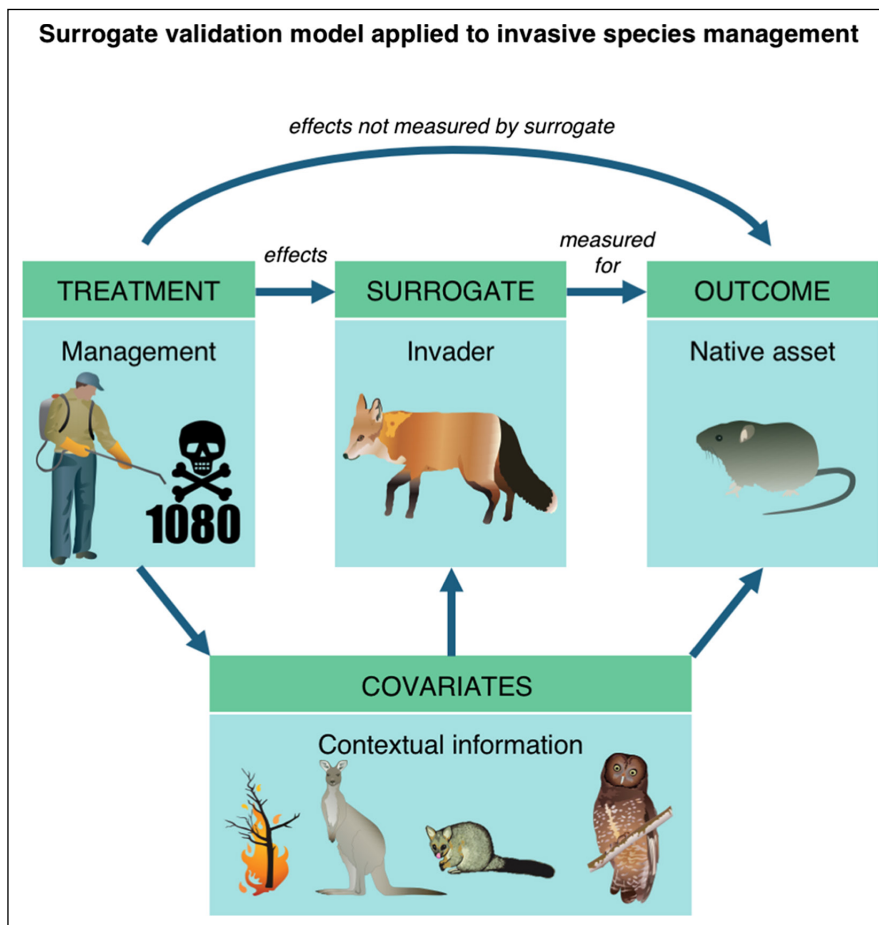 Surrogate validation model applied to invasive species management
effects not measured by surrogate
effects
measured
for
TREATMENT
SURROGATE
OUTCOME
Management
Invader
Native asset
1080
COVARIATES
Contextual information